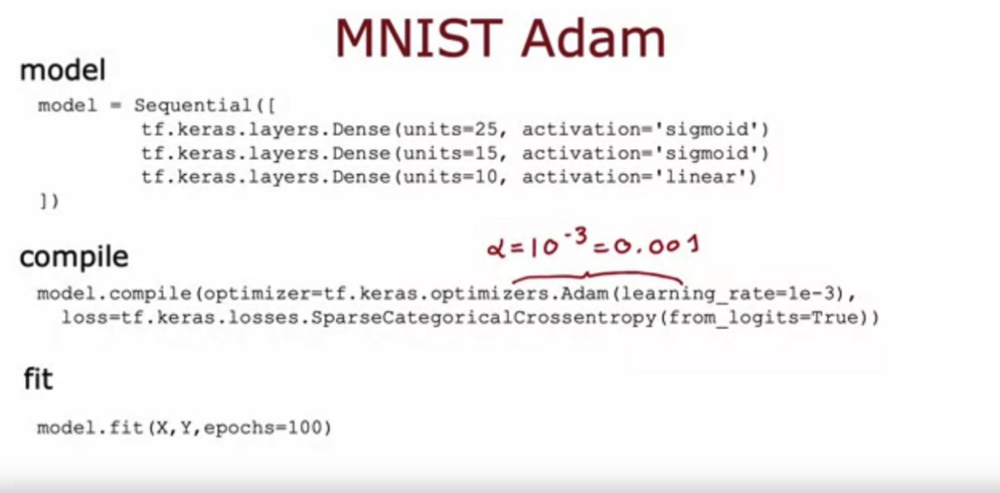 MNIST Adam
model
model = Sequential([
tf.keras.layers.Dense(units=25, activation='sigmoid')
tf.keras.layers.Dense(units=15, activation='sigmoid')
tf.keras.layers.Dense(units=10, activation='linear')
])
α=10⁻³=0.001
compile
model.compile(optimizer=tf.keras.optimizers.Adam(learning_rate=1e-3),
loss=tf.keras.losses.SparseCategoricalCrossentropy(from_logits=True))
fit
model.fit(X,Y,epochs=100)